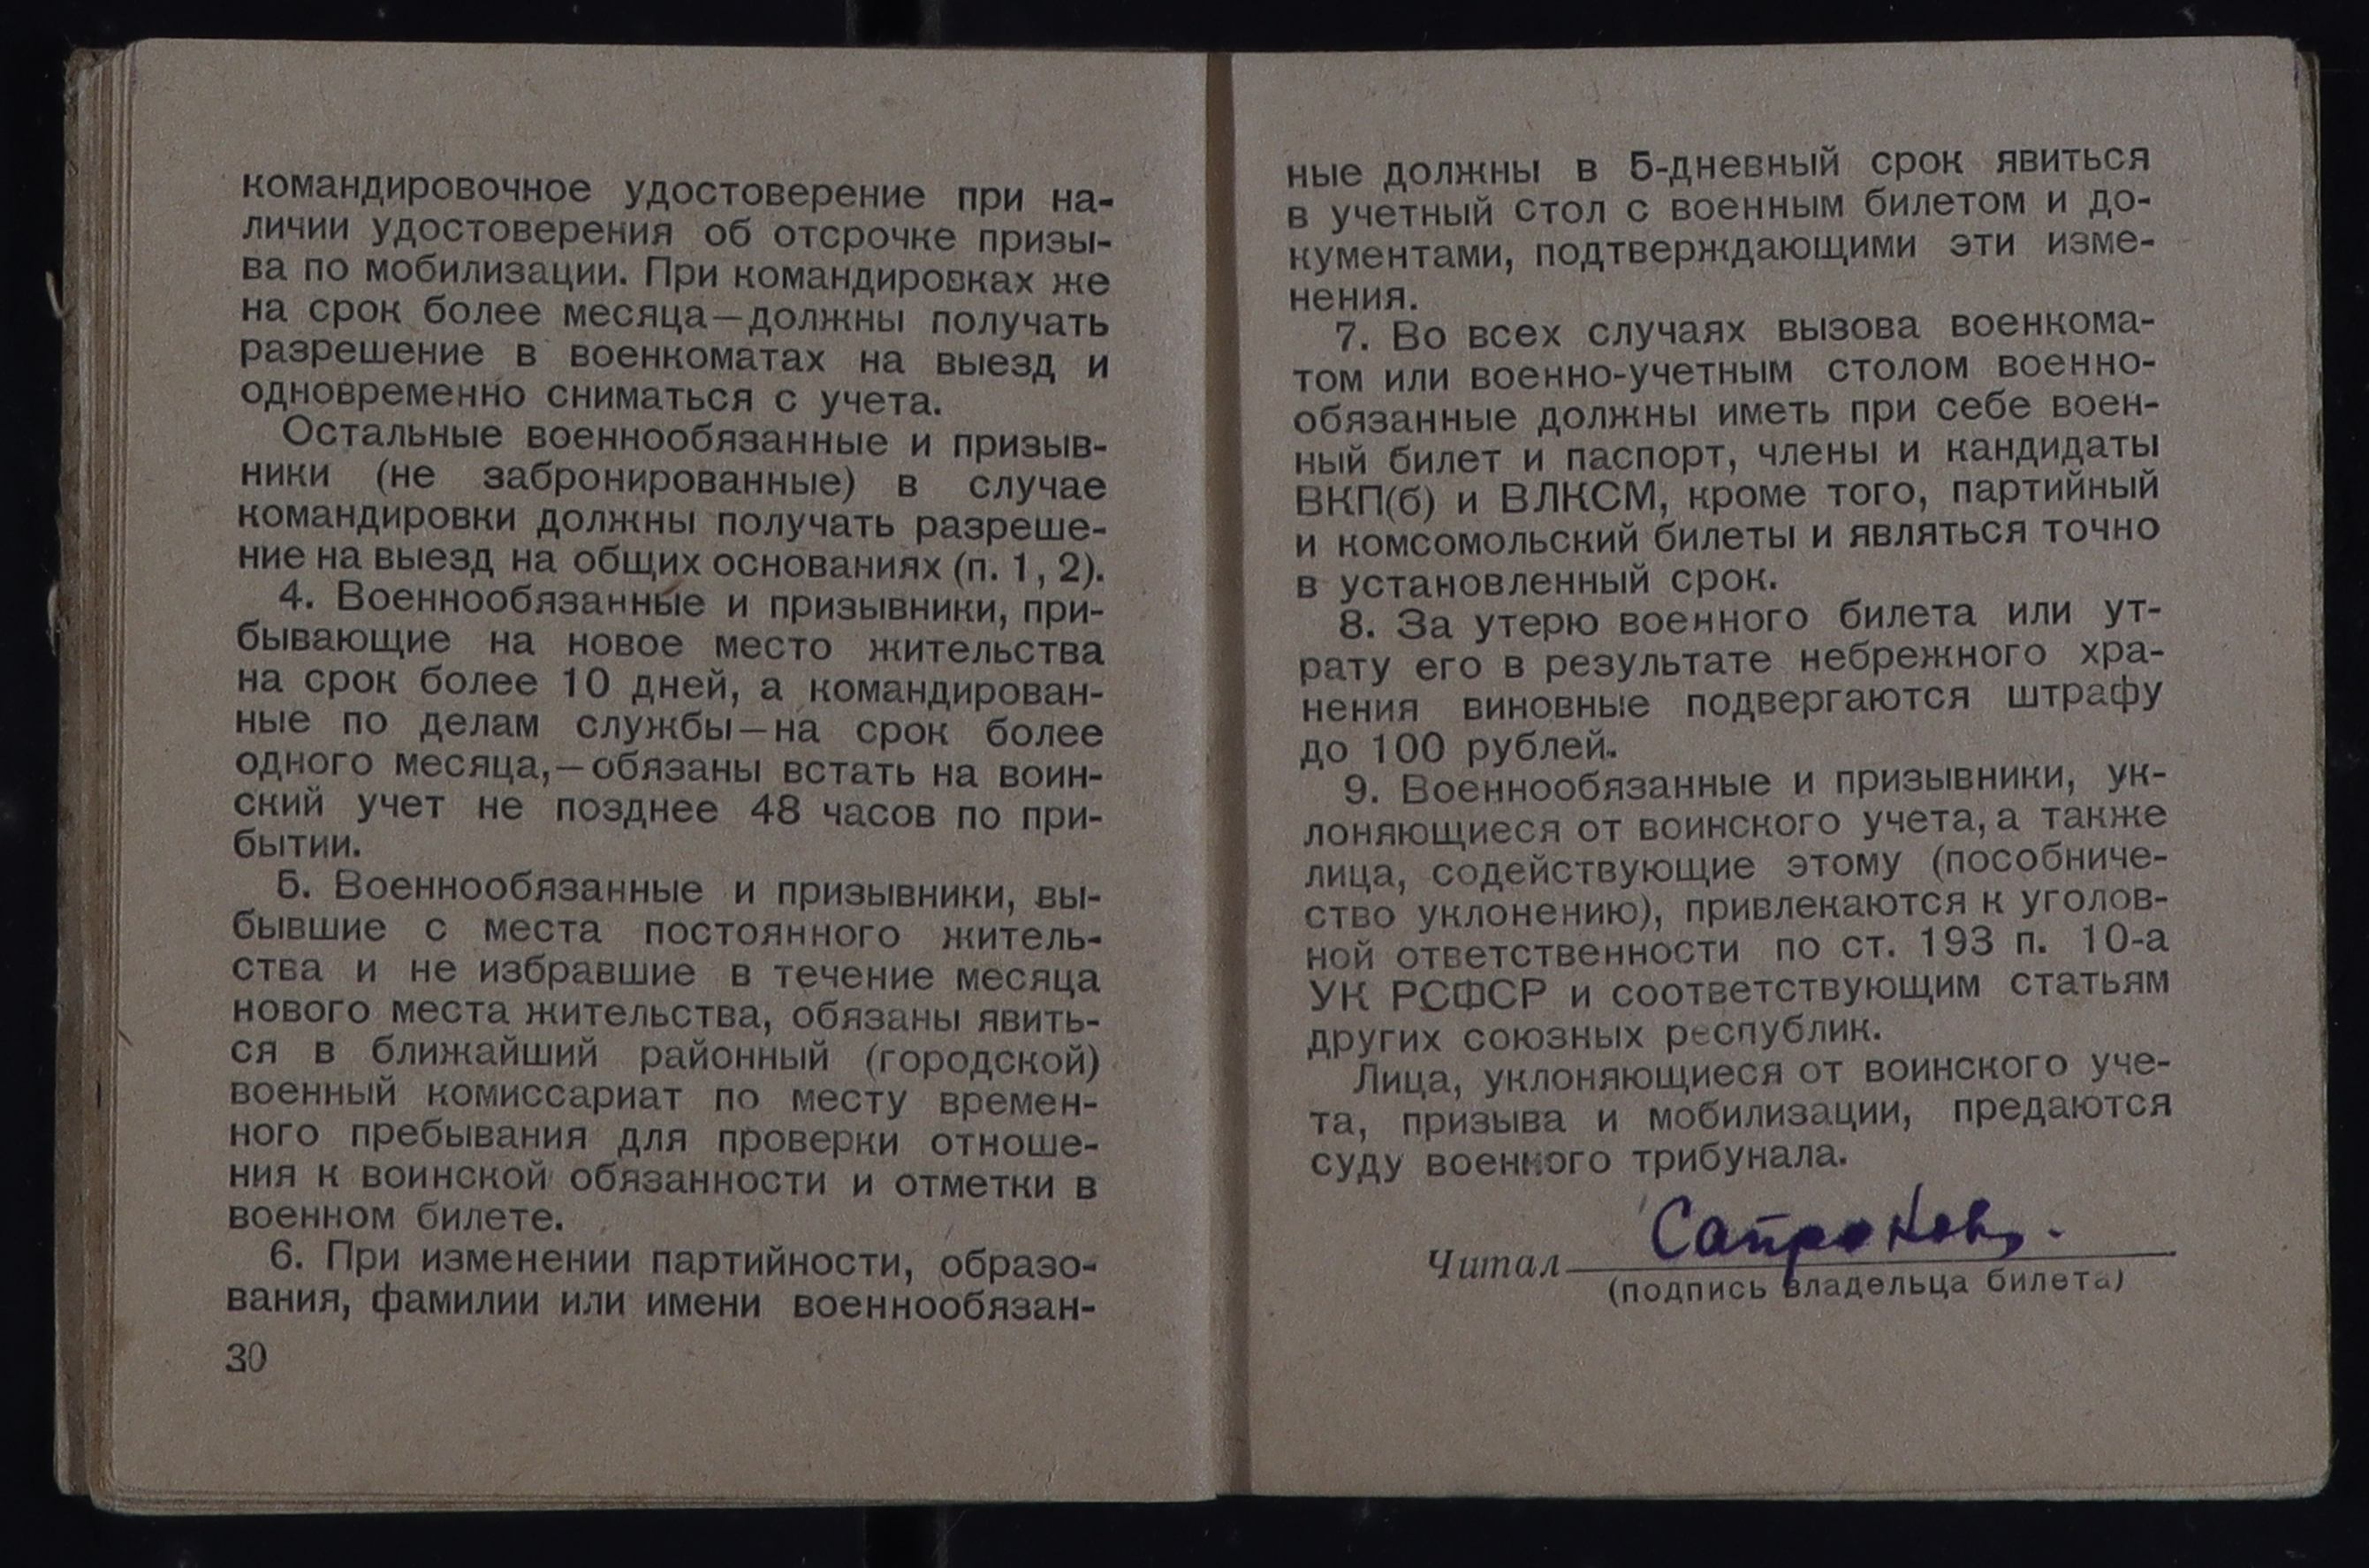 командировочное удостоверение при на-
личии удостоверения об отсрочке призы-
ва по мобилизации. При командировках же
на срок более месяца—должны получать
разрешение в военкоматах на выезд и
одновременно сниматься с учета.
Остальные военнообязанные и призыв-
ники (не забронированные) в случае
командировки должны получать разреше-
ние на выезд на общих основаниях (п. 1, 2).
4. Военнообязанные и призывники, при-
бывающие на новое место жительства
на срок более 10 дней, а командирован-
ные по делам службы—на срок более
одного месяца,—обязаны встать на воин-
ский учет не позднее 48 часов по при-
бытии.
5. Военнообязанные и призывники, вы-
бывшие с места постоянного житель-
ства и не избравшие в течение месяца
нового места жительства, обязаны явить-
ся в ближайший районный (городской)
военный комиссариат по месту времен-
ного пребывания для проверки отноше-
ния к воинской обязанности и отметки в
военном билете.
6. При изменении партийности, образо-
вания, фамилии или имени военнообязан-
30
ные должны в 5-дневный срок явиться
в учетный стол с военным билетом и до-
кументами, подтверждающими эти изме-
нения.
7. Во всех случаях вызова военкома-
том или военно-учетным столом военно-
обязанные должны иметь при себе воен-
ный билет и паспорт, члены и кандидаты
ВКП(б) и ВЛКСМ, кроме того, партийный
и комсомольский билеты и являться точно
в установленный срок.
8. За утерю военного билета или ут-
рату его в результате небрежного хра-
нения виновные подвергаются штрафу
до 100 рублей.
9. Военнообязанные и призывники, ук-
лоняющиеся от воинского учета, а также
лица, содействующие этому (пособниче-
ство уклонению), привлекаются к уголов-
ной ответственности по ст. 193 п. 10-а
УК РСФСР и соответствующим статьям
других союзных республик.
Лица, уклоняющиеся от воинского уче-
та, призыва и мобилизации, предаются
суду военного трибунала.
Читал Сапронов.
(подпись владельца билета)